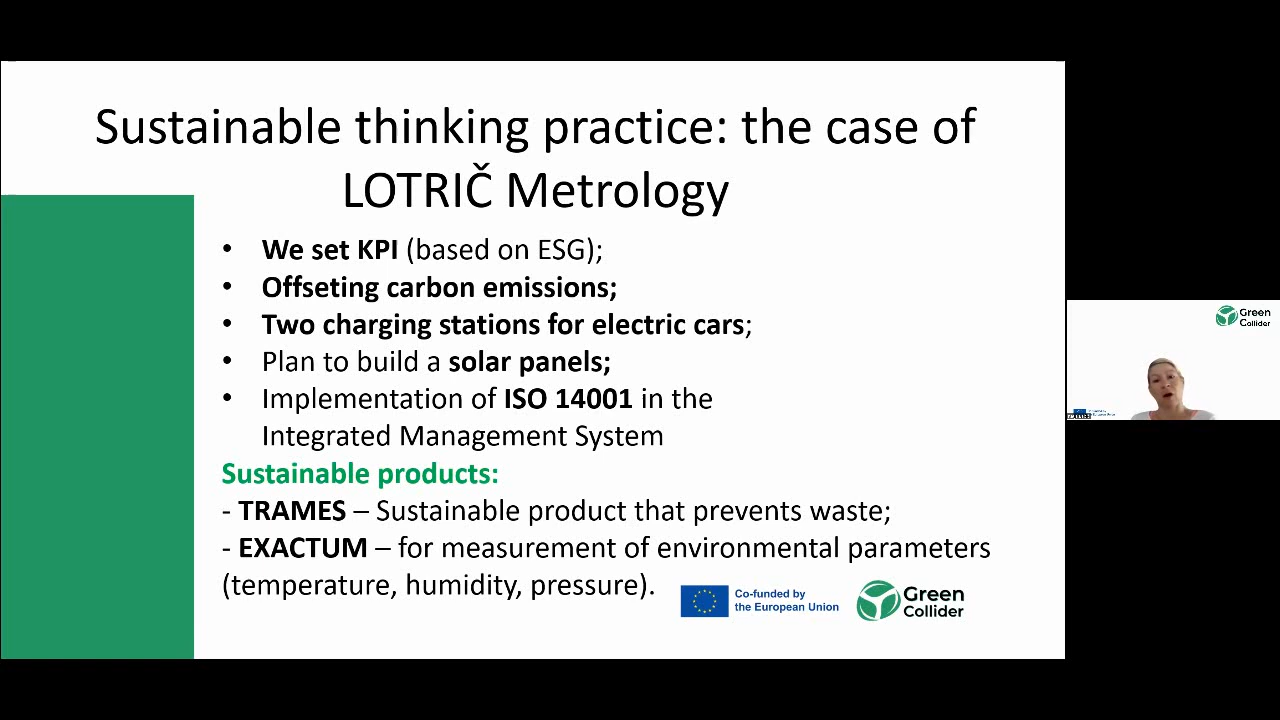 Sustainable thinking practice: the case of
LOTRIČ Metrology
• We set KPI (based on ESG);
• Offseting carbon emissions;
• Two charging stations for electric cars;
• Plan to build a solar panels;
• Implementation of ISO 14001 in the
Integrated Management System
Sustainable products:
- TRAMES – Sustainable product that prevents waste;
- EXACTUM – for measurement of environmental parameters
(temperature, humidity, pressure).
Co-funded by
the European Union
Green
Collider
Green
Collider